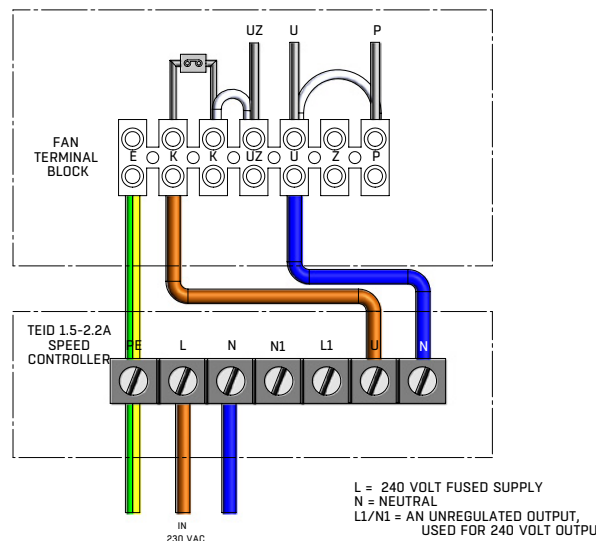 UZ U P
FAN
TERMINAL
BLOCK
E K K UZ U Z P
TEID 1.5-2.2A
SPEED
CONTROLLER
PE L N N1 L1 U N
L = 240 VOLT FUSED SUPPLY
N = NEUTRAL
L1/N1 = AN UNREGULATED OUTPUT,
USED FOR 240 VOLT OUTPU
IN
230 VAC